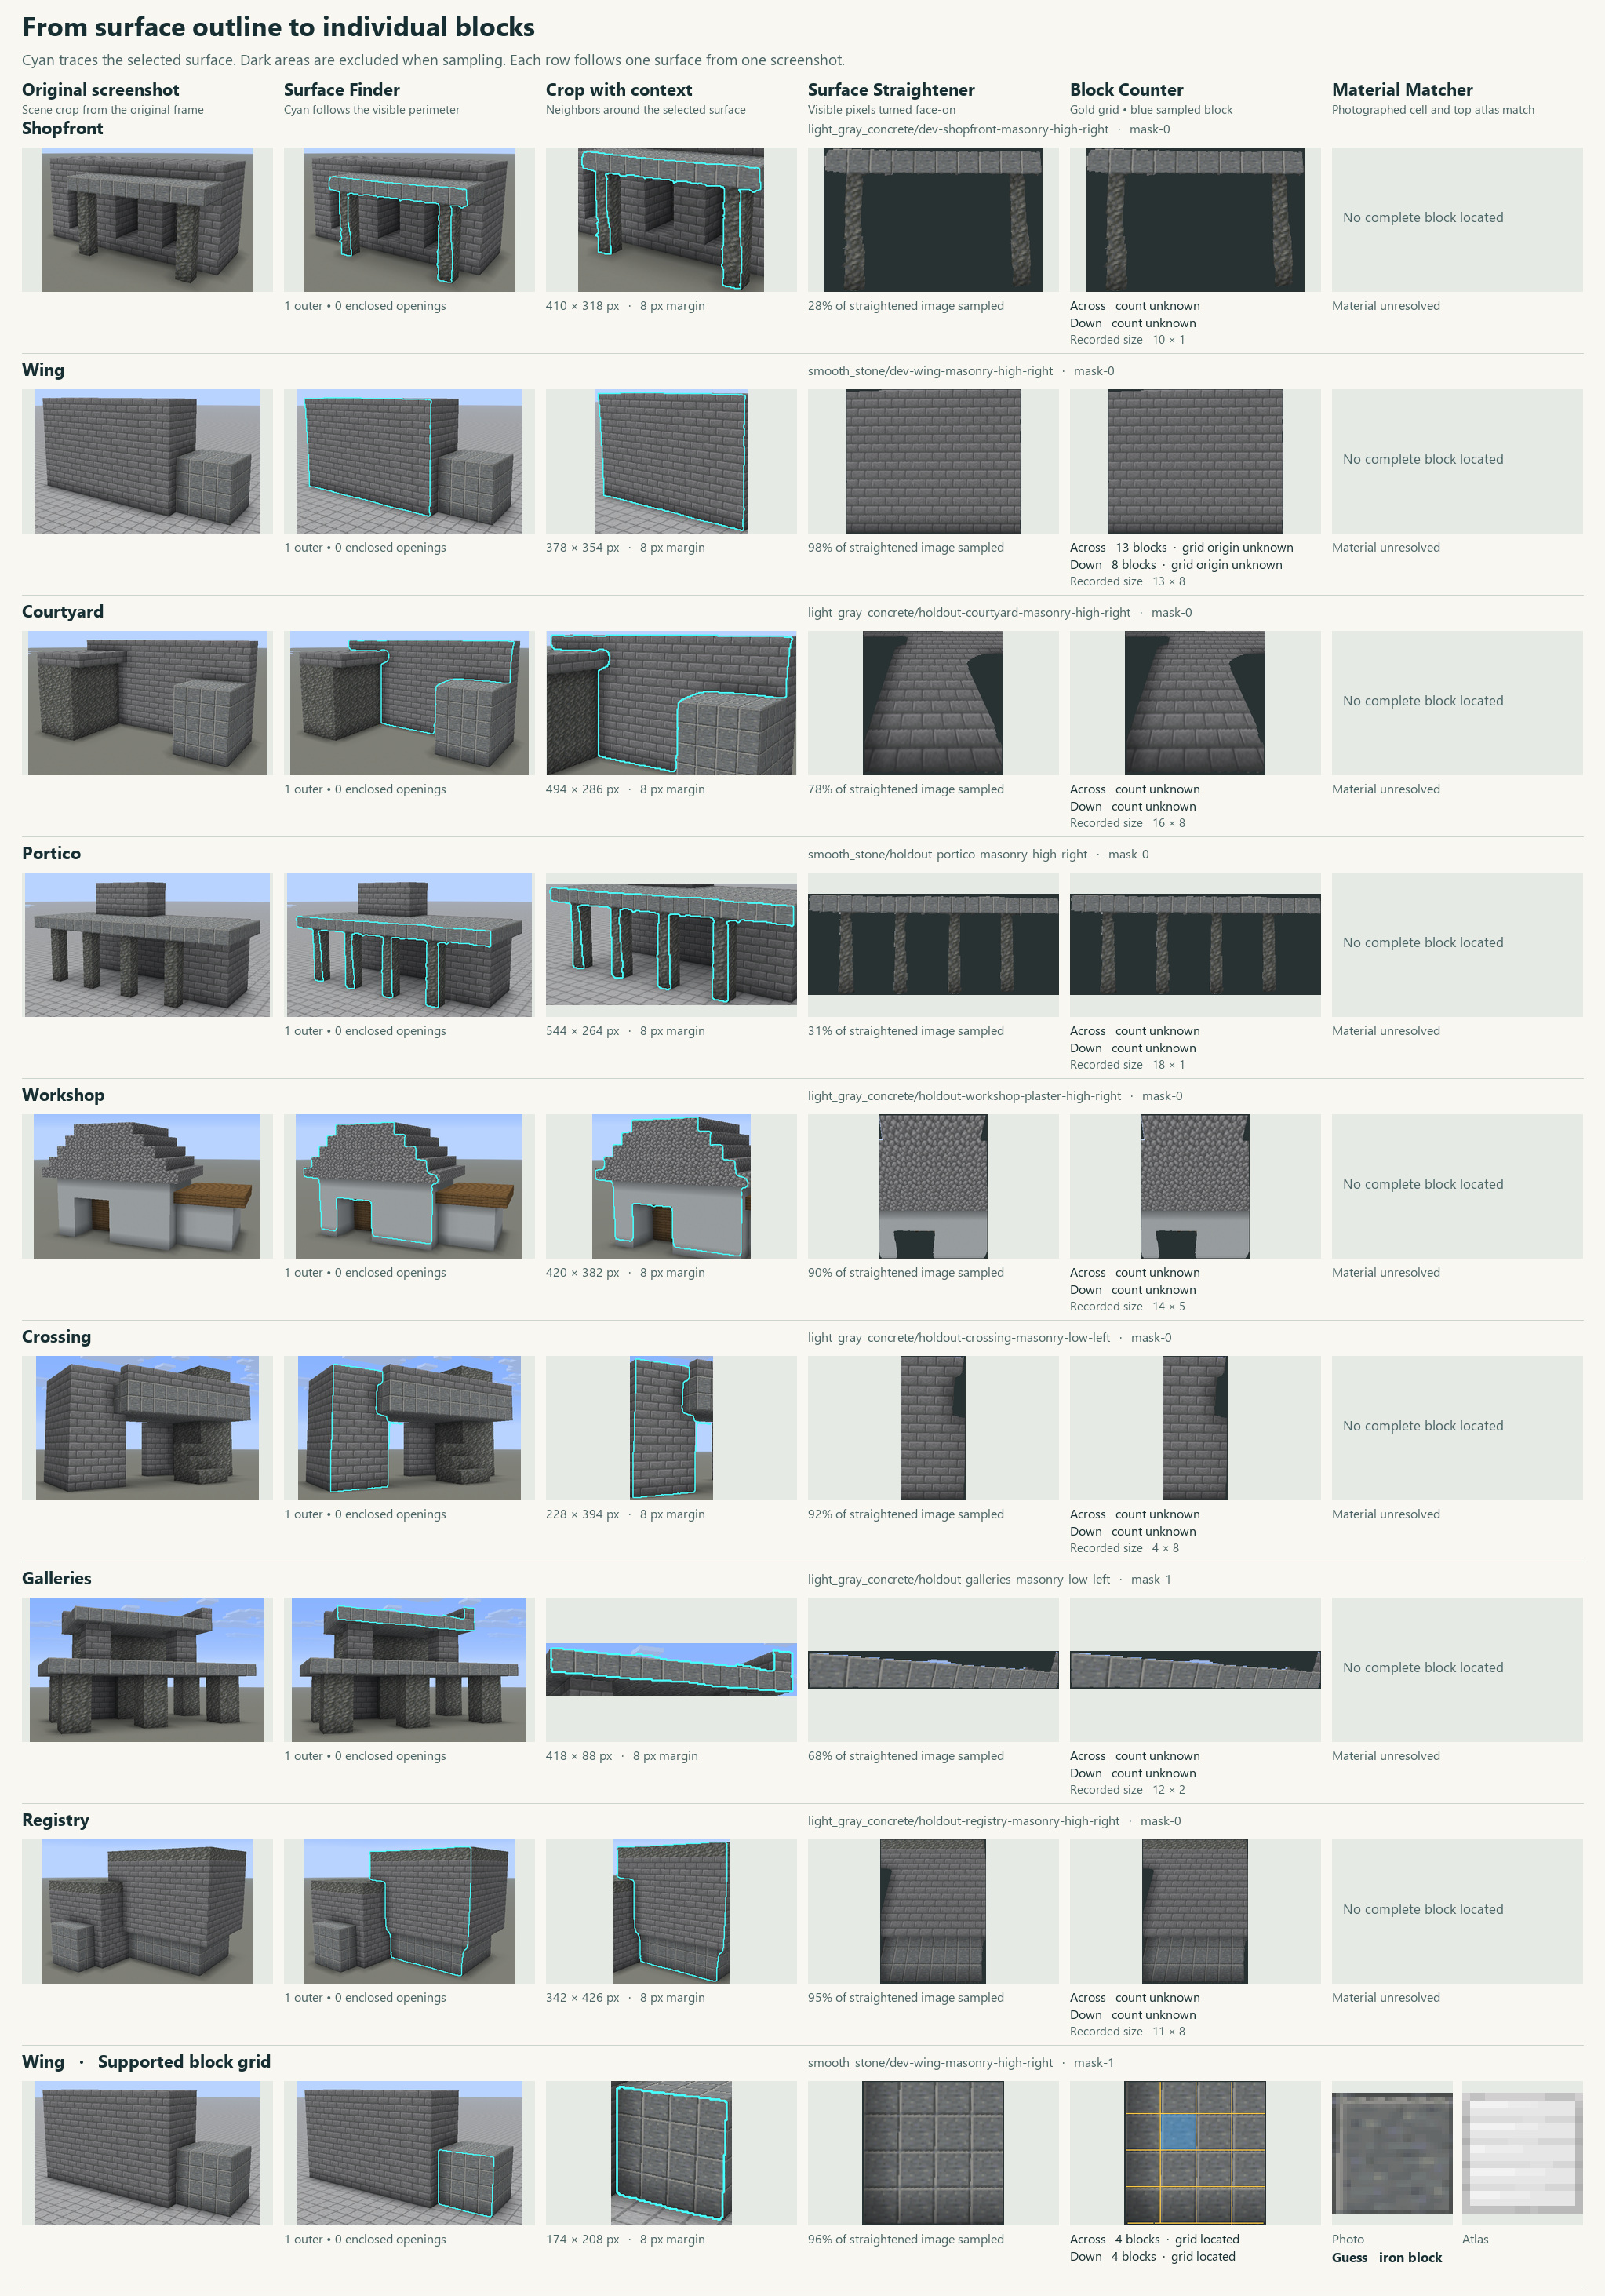 From surface outline to individual blocks
Cyan traces the selected surface. Dark areas are excluded when sampling. Each row follows one surface from one screenshot.
Original screenshot
Scene crop from the original frame
Surface Finder
Cyan follows the visible perimeter
Crop with context
Neighbors around the selected surface
Surface Straightener
Visible pixels turned face-on
Block Counter
Gold grid • blue sampled block
Material Matcher
Photographed cell and top atlas match
Shopfront
light_gray_concrete/dev-shopfront-masonry-high-right · mask-0
No complete block located
1 outer • 0 enclosed openings
410 × 318 px · 8 px margin
28% of straightened image sampled
Across count unknown
Down count unknown
Recorded size 10 × 1
Material unresolved
Wing
smooth_stone/dev-wing-masonry-high-right · mask-0
No complete block located
1 outer • 0 enclosed openings
378 × 354 px · 8 px margin
98% of straightened image sampled
Across 13 blocks · grid origin unknown
Down 8 blocks · grid origin unknown
Recorded size 13 × 8
Material unresolved
Courtyard
light_gray_concrete/holdout-courtyard-masonry-high-right · mask-0
No complete block located
1 outer • 0 enclosed openings
494 × 286 px · 8 px margin
78% of straightened image sampled
Across count unknown
Down count unknown
Recorded size 16 × 8
Material unresolved
Portico
smooth_stone/holdout-portico-masonry-high-right · mask-0
No complete block located
1 outer • 0 enclosed openings
544 × 264 px · 8 px margin
31% of straightened image sampled
Across count unknown
Down count unknown
Recorded size 18 × 1
Material unresolved
Workshop
light_gray_concrete/holdout-workshop-plaster-high-right · mask-0
No complete block located
1 outer • 0 enclosed openings
420 × 382 px · 8 px margin
90% of straightened image sampled
Across count unknown
Down count unknown
Recorded size 14 × 5
Material unresolved
Crossing
light_gray_concrete/holdout-crossing-masonry-low-left · mask-0
No complete block located
1 outer • 0 enclosed openings
228 × 394 px · 8 px margin
92% of straightened image sampled
Across count unknown
Down count unknown
Recorded size 4 × 8
Material unresolved
Galleries
light_gray_concrete/holdout-galleries-masonry-low-left · mask-1
No complete block located
1 outer • 0 enclosed openings
418 × 88 px · 8 px margin
68% of straightened image sampled
Across count unknown
Down count unknown
Recorded size 12 × 2
Material unresolved
Registry
light_gray_concrete/holdout-registry-masonry-high-right · mask-0
No complete block located
1 outer • 0 enclosed openings
342 × 426 px · 8 px margin
95% of straightened image sampled
Across count unknown
Down count unknown
Recorded size 11 × 8
Material unresolved
Wing · Supported block grid
smooth_stone/dev-wing-masonry-high-right · mask-1
1 outer • 0 enclosed openings
174 × 208 px · 8 px margin
96% of straightened image sampled
Across 4 blocks · grid located
Down 4 blocks · grid located
Photo
Atlas
Guess iron block